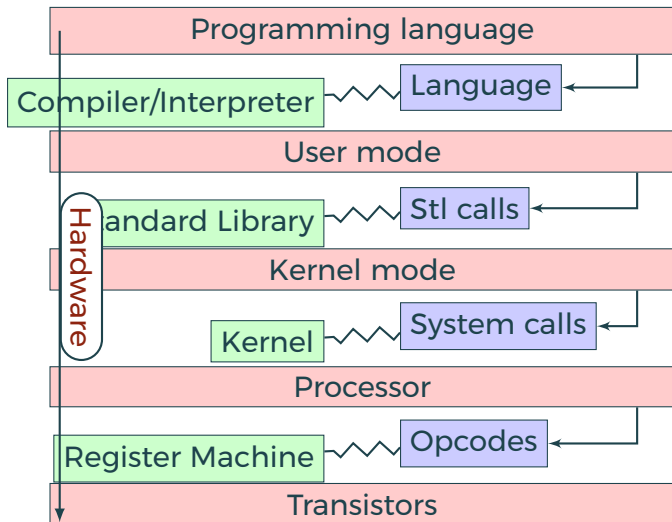 Programming language
Language
Compiler/Interpreter
User mode
Stl calls
tandard Library
Hardware
Kernel mode
System calls
Kernel
Processor
Opcodes
Register Machine
Transistors